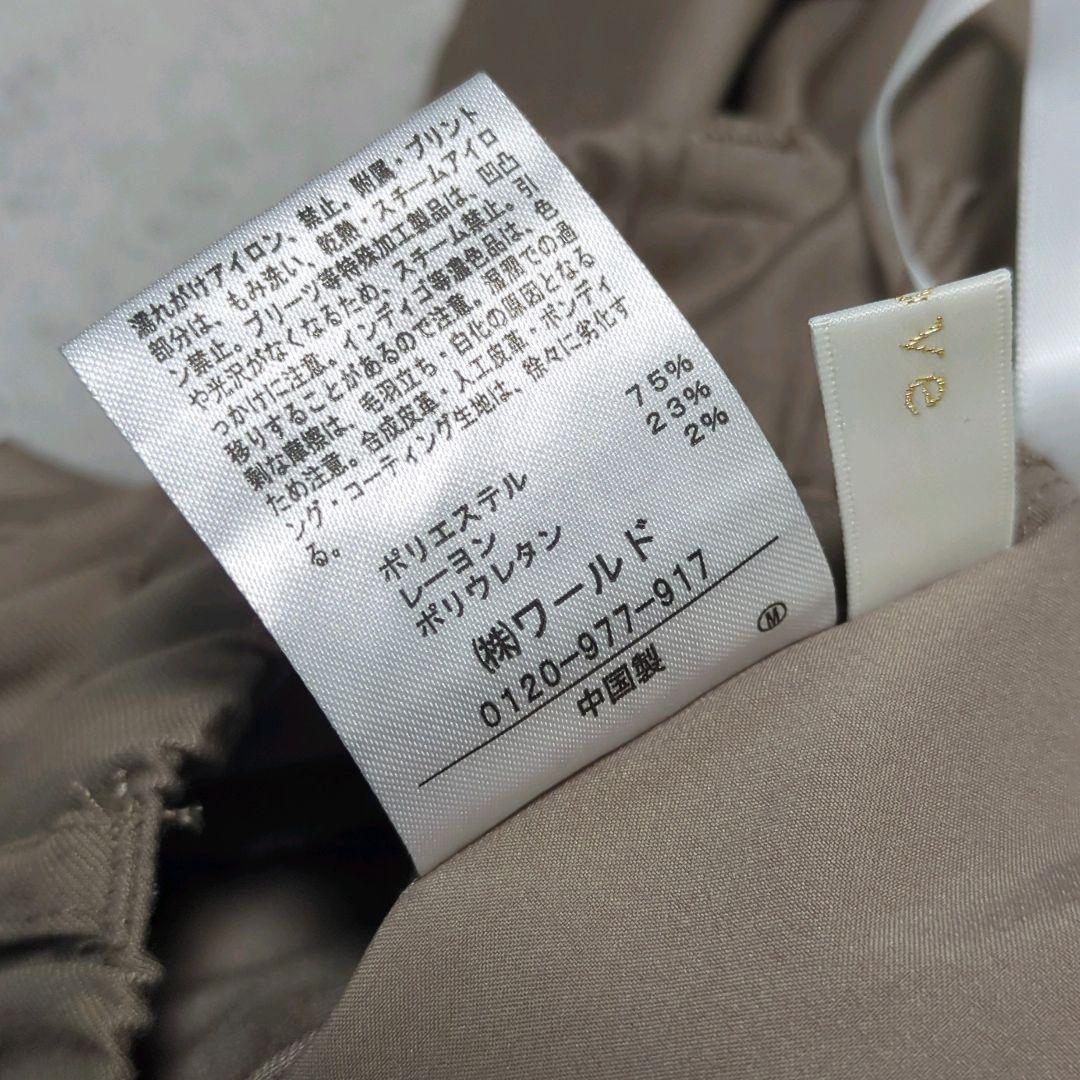 濡れがけアイロン、禁止。附属・プリント
部分は、もみ洗い、乾熱・スチームアイロ
ン禁止。プリーツ等特殊加工製品は、凹凸
や光沢がなくなるため、スチーム禁止。引
っかけに注意。インディゴ等濃色品は、色
移りすることがあるので注意。着用での過
剰な摩擦は、毛羽立ち・白化の原因となる
ため注意。合成皮革・人工皮革・ボンディ
ング・コーティング生地は、徐々に劣化す
る。
ポリエステル 75%
レーヨン 23%
ポリウレタン 2%
㈱ワールド
0120-977-917
M
中国製
ve